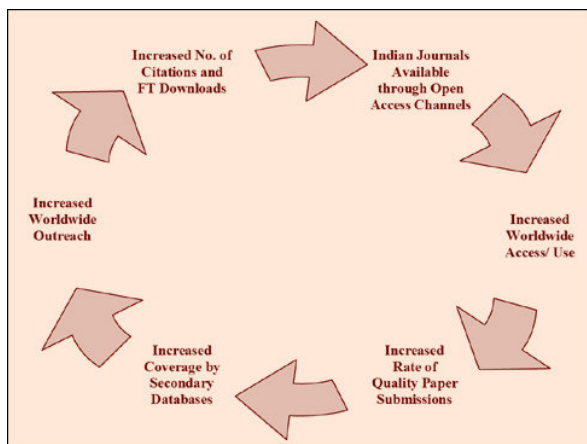 Increased No. of
Citations and
FT Downloads
Indian Journals
Available
through Open
Access Channels
Increased
Worldwide
Access/ Use
Increased
Rate of
Quality Paper
Submissions
Increased
Coverage by
Secondary
Databases
Increased
Worldwide
Outreach